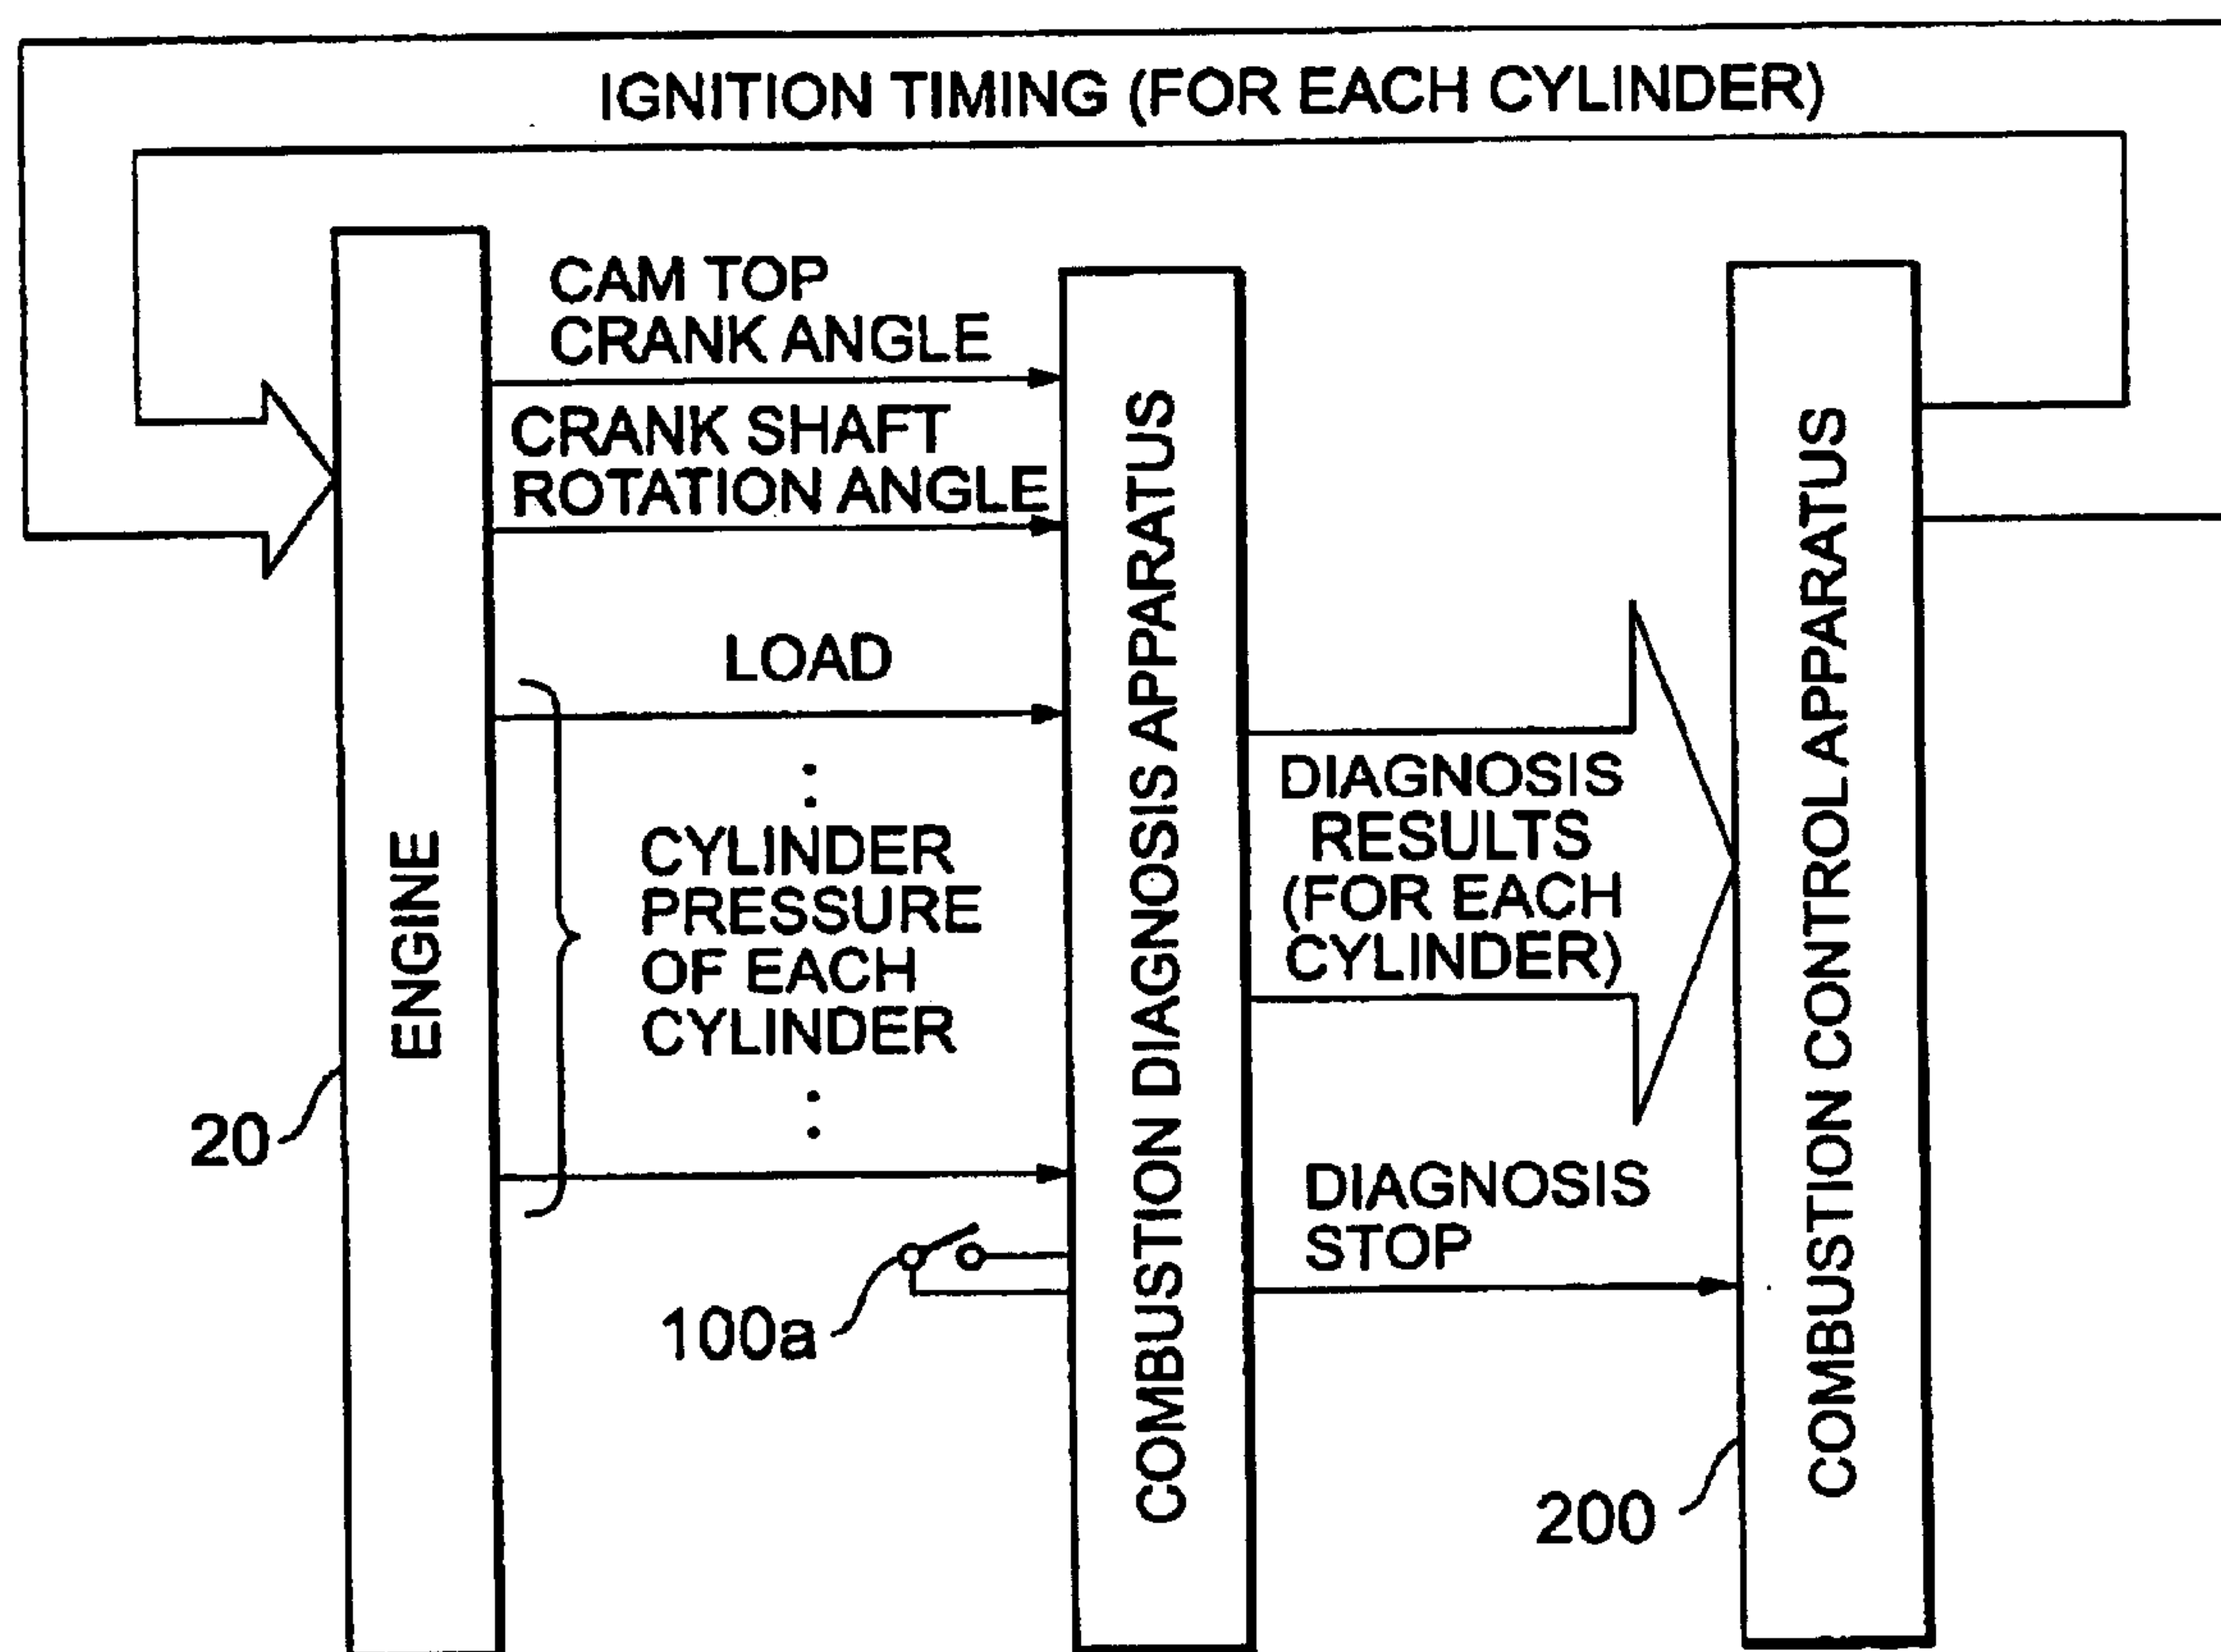 IGNITION TIMING (FOR EACH CYLINDER)
CAM TOP
CRANK ANGLE
CRANK SHAFT
ROTATION ANGLE
LOAD
CYLINDER
PRESSURE
OF EACH
CYLINDER
ENGINE
20
100a
COMBUSTION DIAGNOSIS APPARATUS
DIAGNOSIS
RESULTS
(FOR EACH
CYLINDER)
DIAGNOSIS
STOP
COMBUSTION CONTROL APPARATUS
200